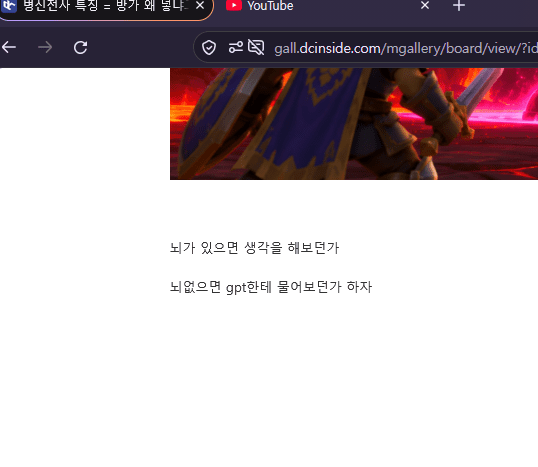 병신전사 특징 = 방가 왜 넣냐
YouTube
gall.dcinside.com/mgallery/board/view/?id
뇌가 있으면 생각을 해보던가
뇌없으면 gpt한테 물어보던가 하자